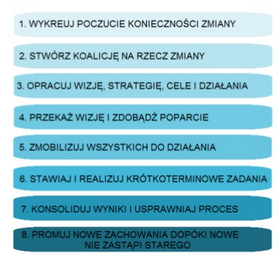 1. WYKREUJ POCZUCIE KONIECZNOŚCI ZMIANY
2. STWÓRZ KOALICJĘ NA RZECZ ZMIANY
3. OPRACUJ WIZJĘ, STRATEGIĘ, CELE I DZIAŁANIA
4. PRZEKAŻ WIZJĘ I ZDOBĄDŹ POPARCIE
5. ZMOBILIZUJ WSZYSTKICH DO DZIAŁANIA
6. STAWIAJ I REALIZUJ KRÓTKOTERMINOWE ZADANIA
7. KONSOLIDUJ WYNIKI I USPRAWNIAJ PROCES
8. PROMUJ NOWE ZACHOWANIA DOPÓKI NOWE
NIE ZASTĄPI STAREGO